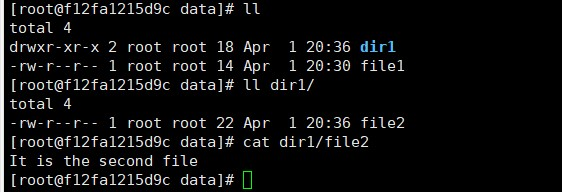 [root@f12fa1215d9c data]# ll
total 4
drwxr-xr-x 2 root root 18 Apr  1 20:36 dir1
-rw-r--r-- 1 root root 14 Apr  1 20:30 file1
[root@f12fa1215d9c data]# ll dir1/
total 4
-rw-r--r-- 1 root root 22 Apr  1 20:36 file2
[root@f12fa1215d9c data]# cat dir1/file2
It is the second file
[root@f12fa1215d9c data]#